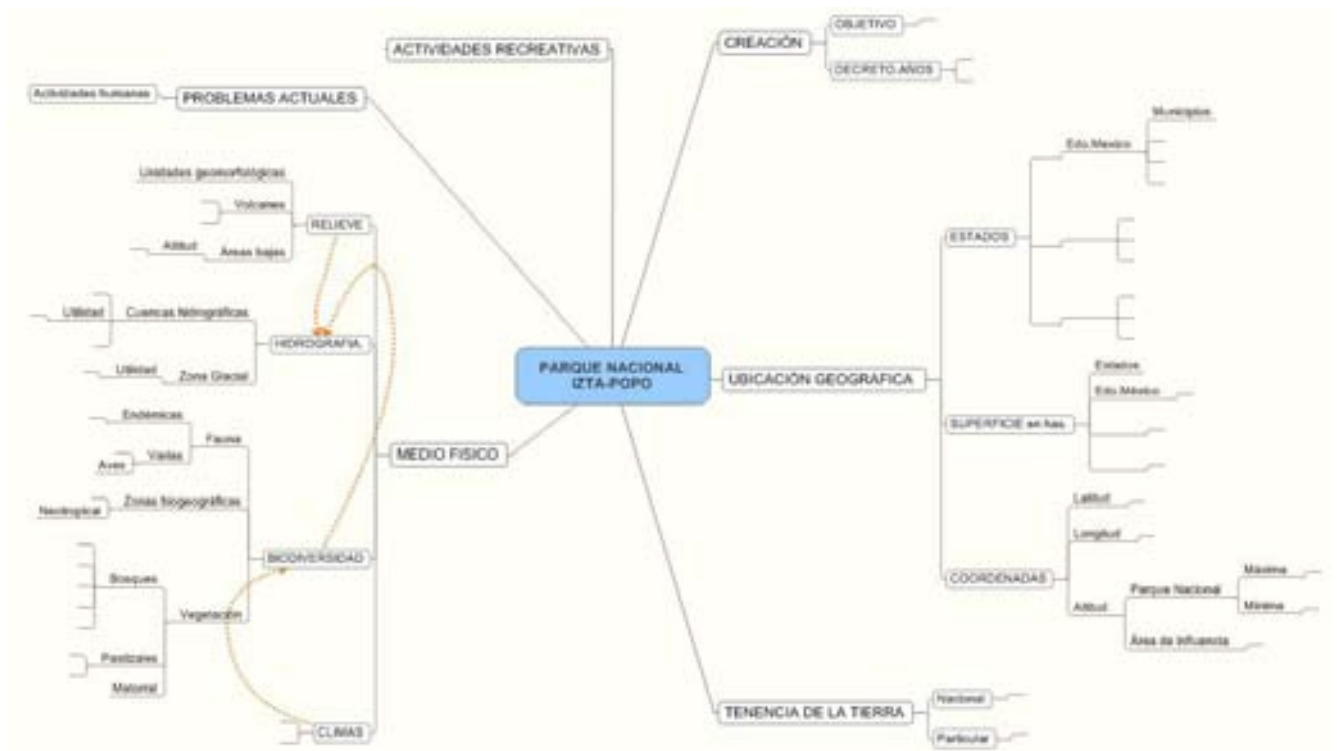 PARQUE NACIONAL
IZTA-POPO
ACTIVIDADES RECREATIVAS
PROBLEMAS ACTUALES
Actividades humanas
MEDIO FISICO
RELIEVE
Unidades geomorfológicas
Volcanes
Áreas bajas
Altitud
HIDROGRAFIA.
Cuencas hidrográficas
Utilidad
Zona Glacial
Utilidad
BIODIVERSIDAD
Fauna
Endémicas
Varias
Aves
Zonas biogeográficas
Neotropical
Vegetación
Bosques
Pastizales
Matorral
CLIMAS
CREACIÓN
OBJETIVO
DECRETO.AÑOS
UBICACIÓN GEOGRÁFICA
ESTADOS
Edo.Mexico
Municipios
SUPERFICIE en has.
Estados
Edo.México
COORDENADAS
Latitud
Longitud
Altitud
Parque Nacional
Máxima
Mínima
Área de Influencia
TENENCIA DE LA TIERRA
Nacional
Particular